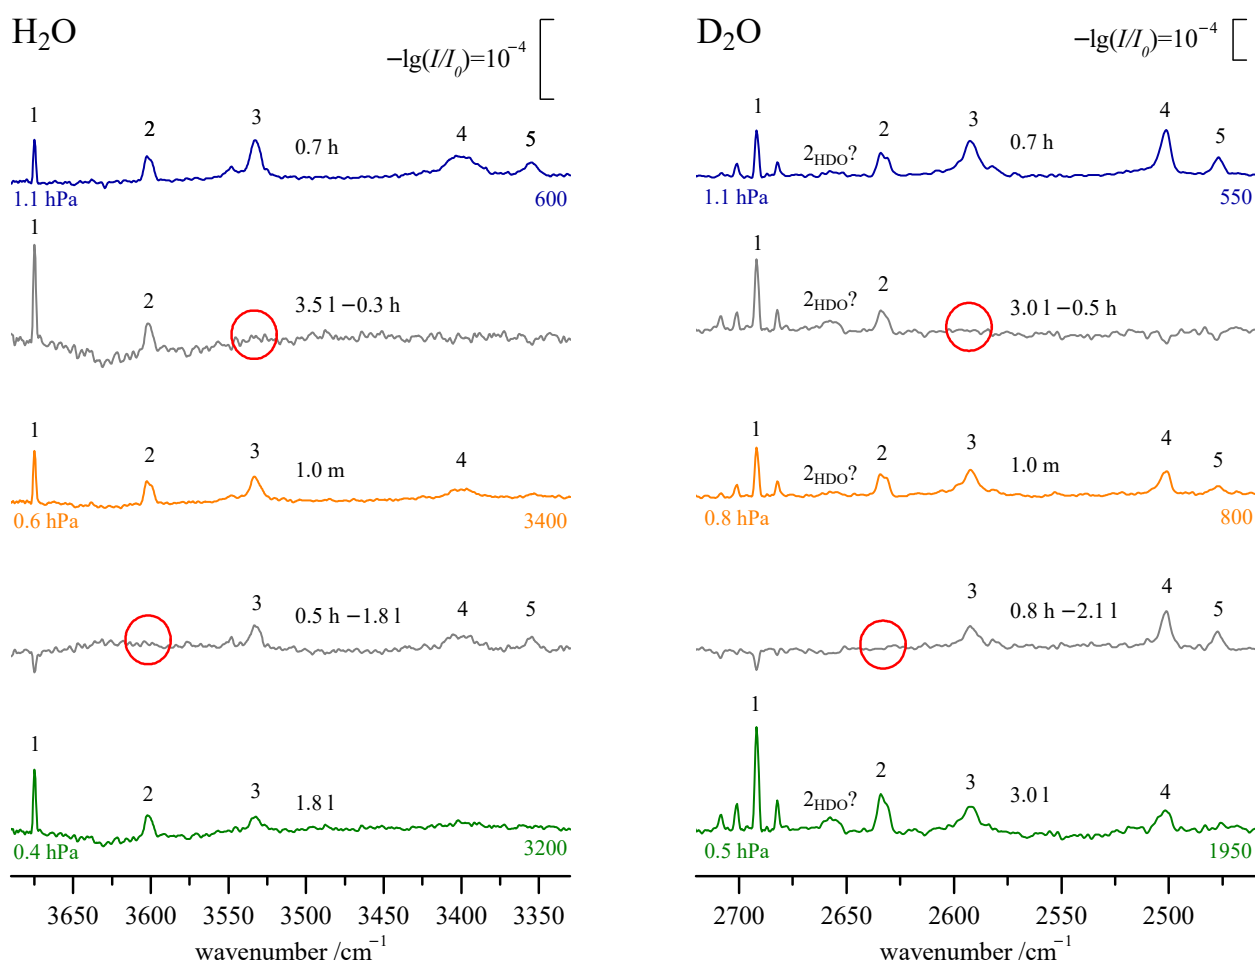 H₂O
−lg(I/I₀)=10⁻⁴
1 2 3 0.7 h 4 5
1.1 hPa 600
1 2 3.5 l −0.3 h
1 2 3 1.0 m 4
0.6 hPa 3400
3 0.5 h −1.8 l 4 5
1 2 3 1.8 l
0.4 hPa 3200
3650 3600 3550 3500 3450 3400 3350
wavenumber /cm⁻¹
D₂O
−lg(I/I₀)=10⁻⁴
1 2HDO? 2 3 0.7 h 4 5
1.1 hPa 550
1 2HDO? 2 3.0 l −0.5 h
1 2HDO? 2 3 1.0 m 4 5
0.8 hPa 800
3 0.8 h −2.1 l 4 5
1 2HDO? 2 3 3.0 l 4
0.5 hPa 1950
2700 2650 2600 2550 2500
wavenumber /cm⁻¹